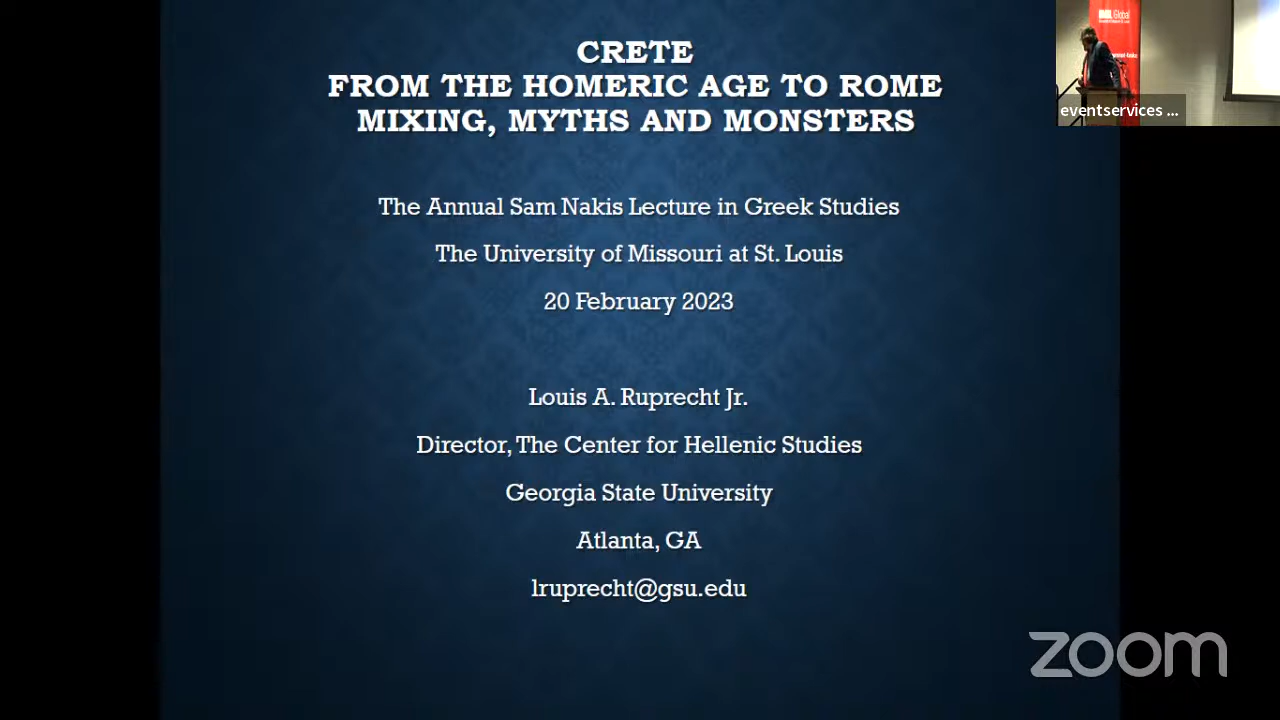 CRETE
FROM THE HOMERIC AGE TO ROME
MIXING, MYTHS AND MONSTERS
The Annual Sam Nakis Lecture in Greek Studies
The University of Missouri at St. Louis
20 February 2023
Louis A. Ruprecht Jr.
Director, The Center for Hellenic Studies
Georgia State University
Atlanta, GA
lruprecht@gsu.edu
Global
eventservices ...
zoom